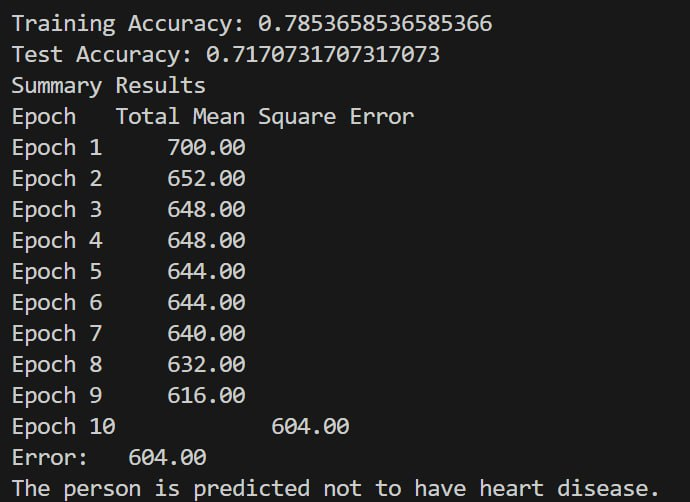 Training Accuracy: 0.7853658536585366
Test Accuracy: 0.7170731707317073
Summary Results
Epoch   Total Mean Square Error
Epoch 1     700.00
Epoch 2     652.00
Epoch 3     648.00
Epoch 4     648.00
Epoch 5     644.00
Epoch 6     644.00
Epoch 7     640.00
Epoch 8     632.00
Epoch 9     616.00
Epoch 10            604.00
Error:   604.00
The person is predicted not to have heart disease.